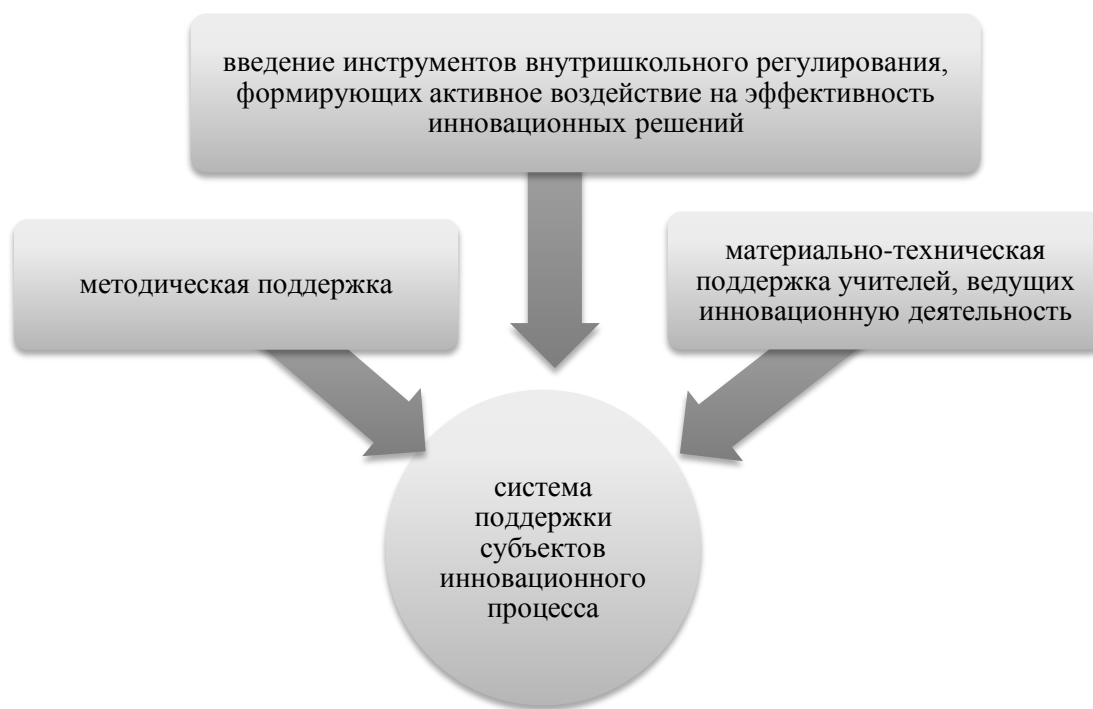 введение инструментов внутришкольного регулирования,
формирующих активное воздействие на эффективность
инновационных решений
методическая поддержка
материально-техническая
поддержка учителей, ведущих
инновационную деятельность
система
поддержки
субъектов
инновационного
процесса